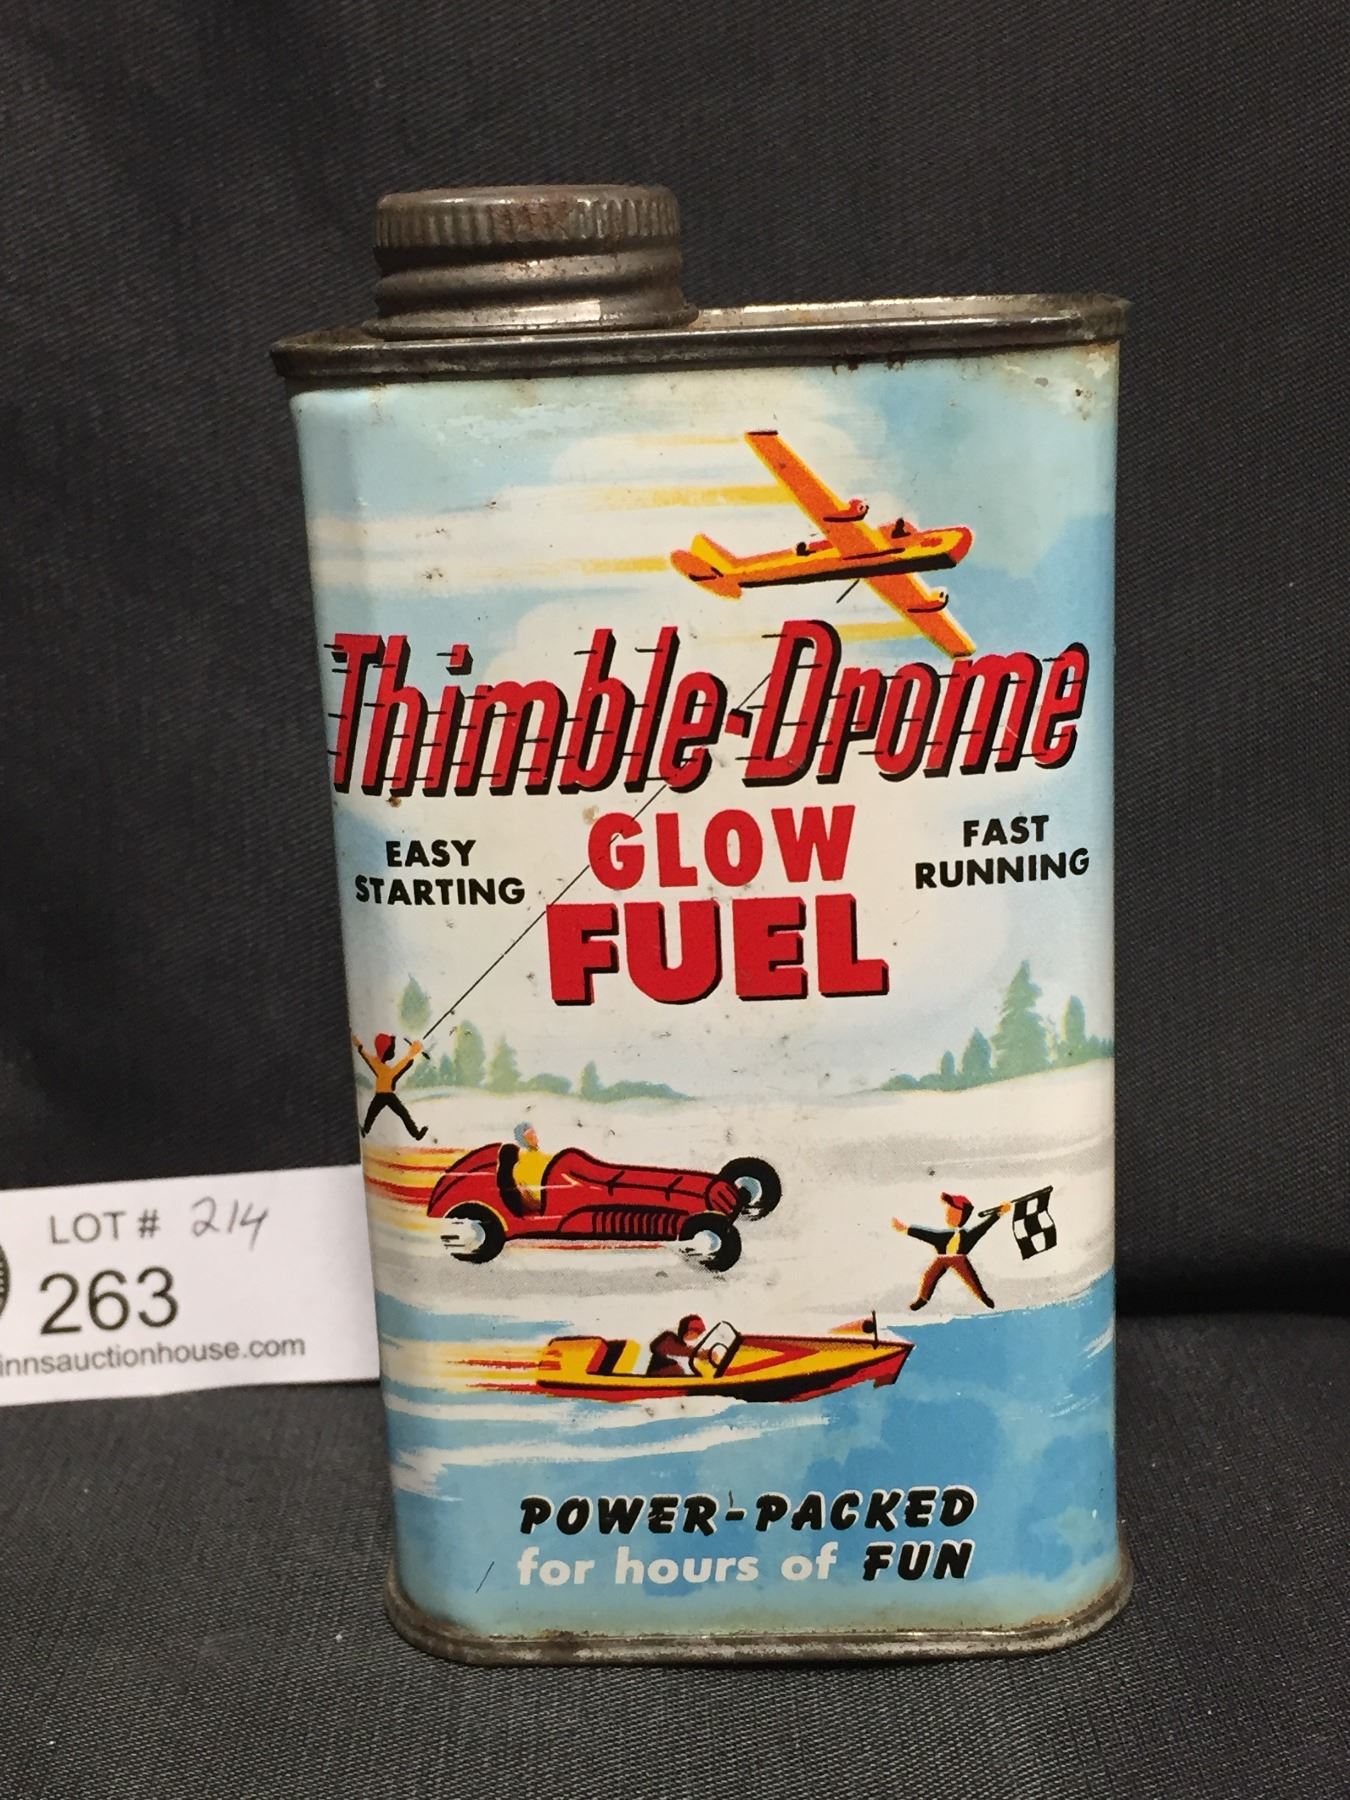 Thimble-Drome
GLOW
FUEL
EASY
STARTING
FAST
RUNNING
POWER-PACKED
for hours of FUN
LOT # 214
263
innsauctionhouse.com